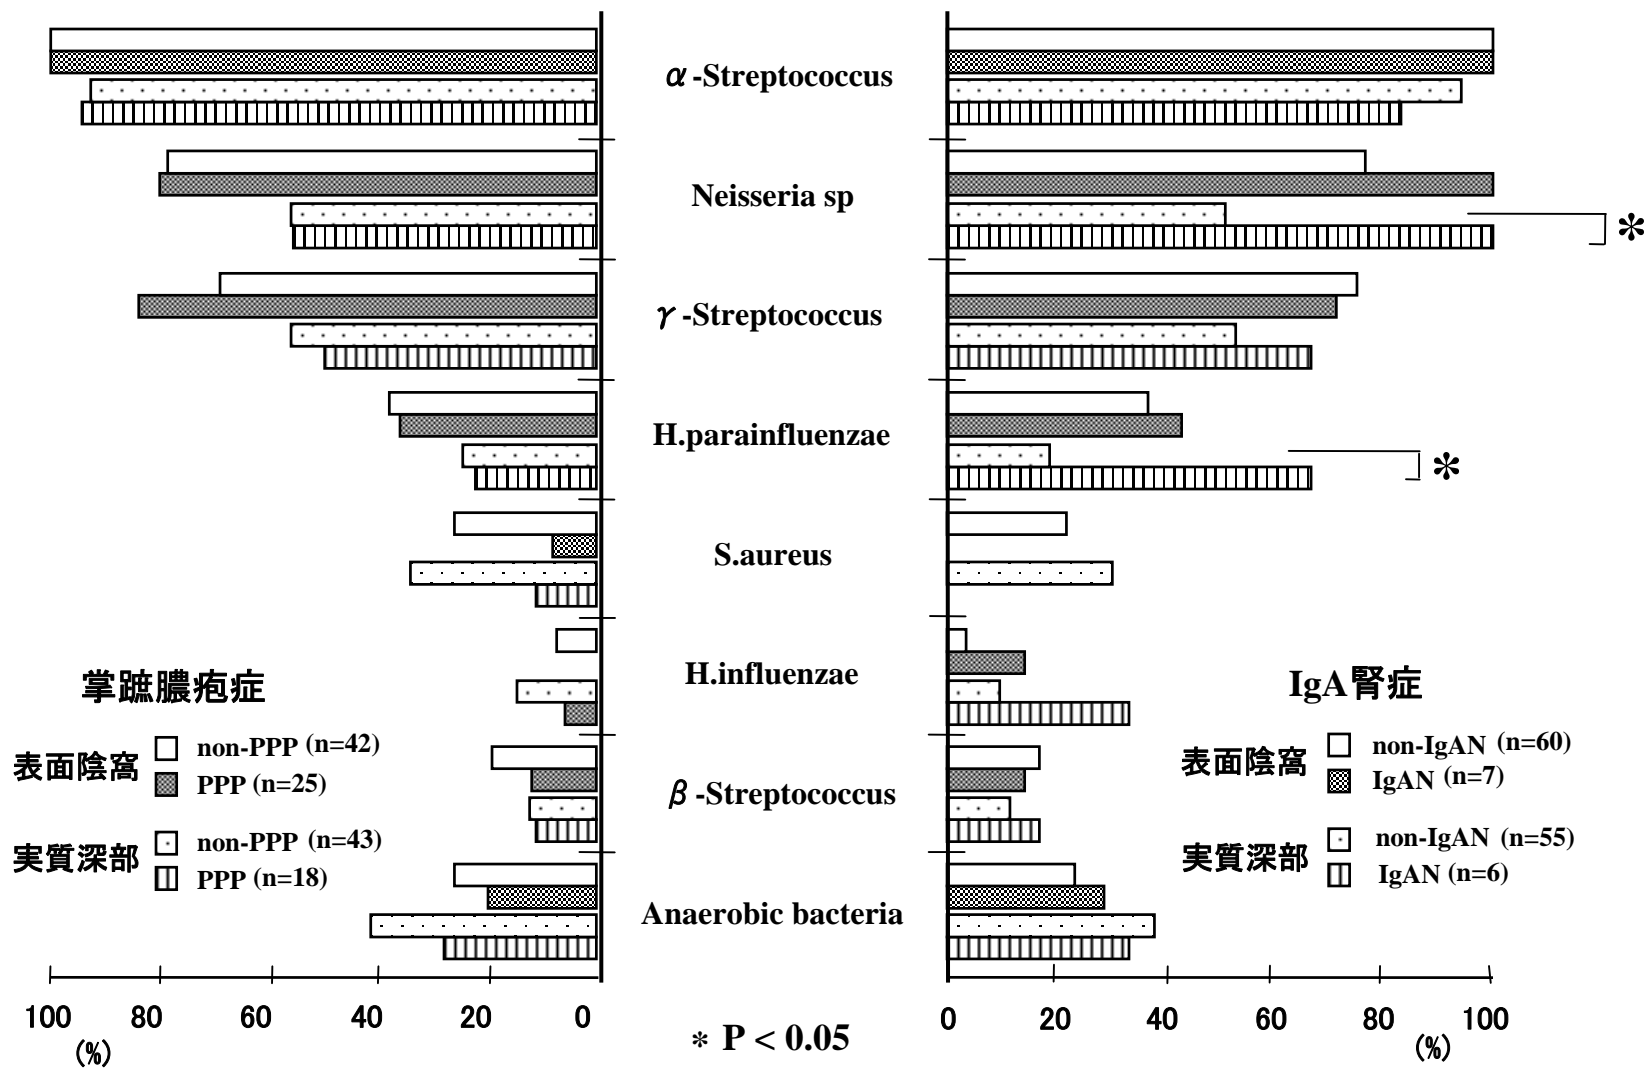 α-Streptococcus
Neisseria sp
*
γ-Streptococcus
H.parainfluenzae
*
S.aureus
H.influenzae
β-Streptococcus
Anaerobic bacteria
掌蹠膿疱症
表面陰窩
non-PPP (n=42)
PPP (n=25)
実質深部
non-PPP (n=43)
PPP (n=18)
IgA腎症
表面陰窩
non-IgAN (n=60)
IgAN (n=7)
実質深部
non-IgAN (n=55)
IgAN (n=6)
100 80 60 40 20 0
(%)
* P < 0.05
0 20 40 60 80 100
(%)